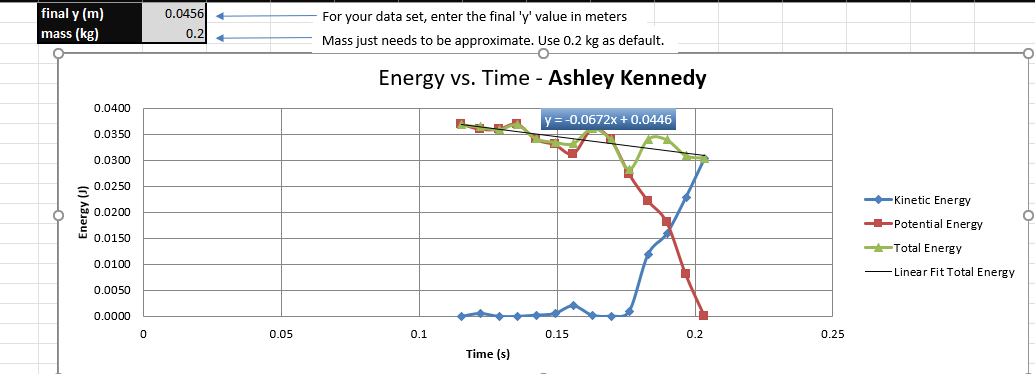 final y (m) 0.0456 For your data set, enter the final 'y' value in meters
mass (kg) 0.2 Mass just needs to be approximate. Use 0.2 kg as default.
Energy vs. Time - Ashley Kennedy
y = -0.0672x + 0.0446
0.0400
0.0350
0.0300
0.0250
0.0200
0.0150
0.0100
0.0050
0.0000
Energy (J)
0 0.05 0.1 0.15 0.2 0.25
Time (s)
Kinetic Energy
Potential Energy
Total Energy
Linear Fit Total Energy